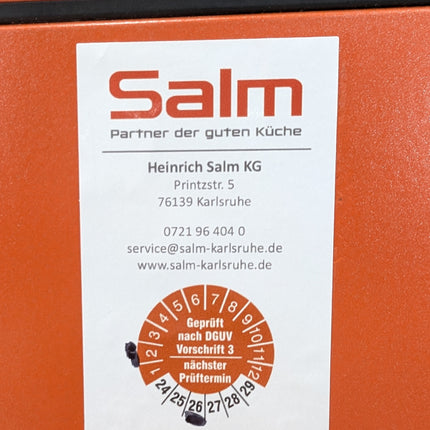 Salm
Partner der guten Küche
Heinrich Salm KG
Printzstr. 5
76139 Karlsruhe
0721 96 404 0
service@salm-karlsruhe.de
www.salm-karlsruhe.de
1 2 3 4 5 6 7 8 9 10 11 12
Geprüft
nach DGUV
Vorschrift 3
nächster
Prüftermin
24 25 26 27 28 29